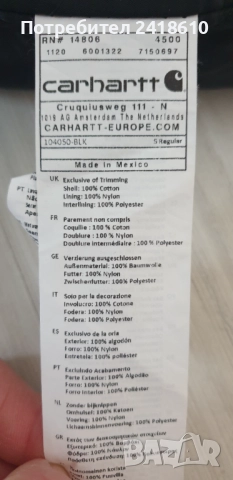 Потребител 2418610
RN# 14806 4500
1120 6001322 7150697
carhartt
Cruquiusweg 111 - N
1019 AG Amsterdam The Netherlands
CARHARTT-EUROPE.COM
104050-BLK S Regular
Made in Mexico
UK Exclusive of Trimming
Shell: 100% Cotton
Lining: 100% Nylon
Interlining: 100% Polyester
FR Parement non compris
Coquille : 100% Coton
Doublure : 100% Nylon
Doublure intermédiaire : 100% Polyester
GE Verzierung ausgeschlossen
Außenmaterial: 100% Baumwolle
Futter: 100% Nylon
Zwischenfutter: 100% Polyester
IT Solo per la decorazione
Involucro: 100% Cotone
Fodera: 100% Nylon
Fodera: 100% Polyester
ES Exclusivo de la orla
Exterior: 100% algodón
Forro: 100% Nylon
Entretela: 100% poliéster
PT Excluindo Acabamento
Parte Exterior: 100% Algodão
Forro: 100% Nylon
Forro Interior: 100% Poliéster
NL Zonder bijknippen
Omhulsel: 100% Katoen
Voering: 100% Nylon
100% Polyester
GR Εκτός των διακοσμητικών
100% Nylon
bazar.bg